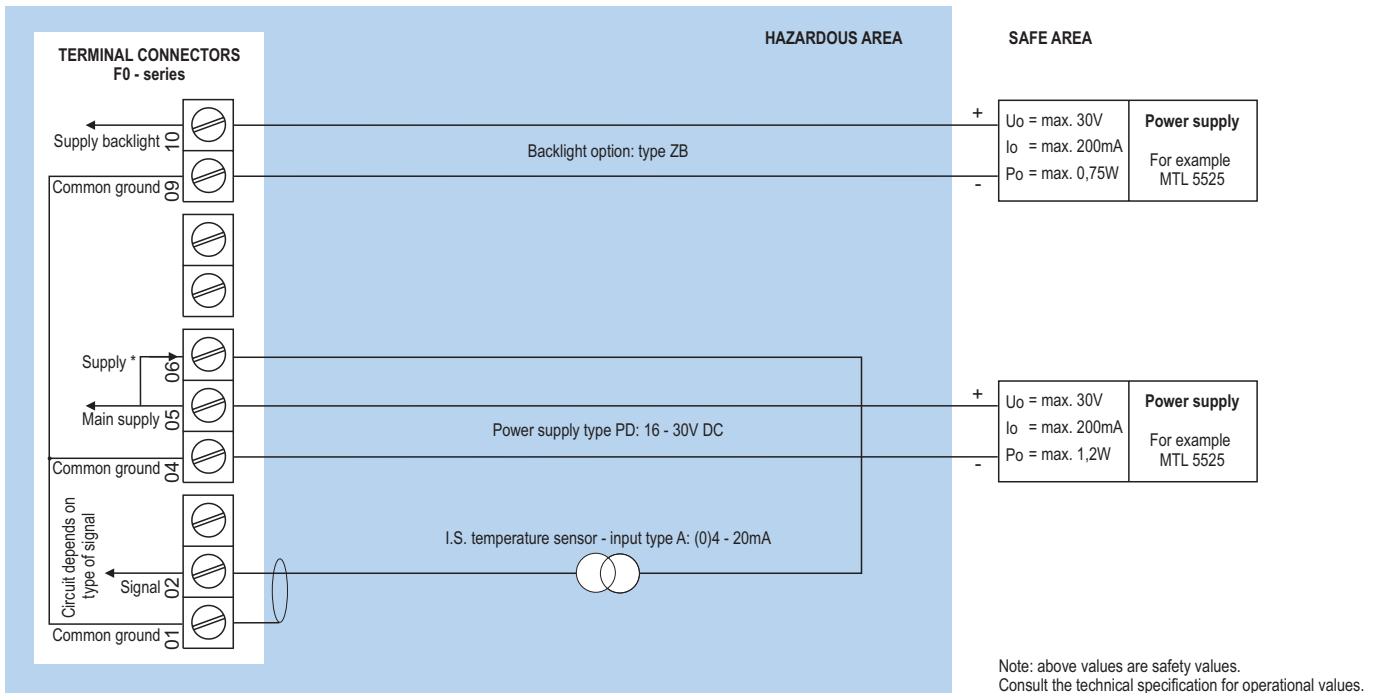 HAZARDOUS AREA
SAFE AREA
TERMINAL CONNECTORS
F0 - series
Supply backlight
10
Common ground
09
Backlight option: type ZB
+
-
Uo = max. 30V
Io = max. 200mA
Po = max. 0,75W
Power supply
For example
MTL 5525
Supply *
06
Main supply
05
Common ground
04
Power supply type PD: 16 - 30V DC
+
-
Uo = max. 30V
Io = max. 200mA
Po = max. 1,2W
Power supply
For example
MTL 5525
Circuit depends on
type of signal
I.S. temperature sensor - input type A: (0)4 - 20mA
Signal
02
Common ground
01
Note: above values are safety values.
Consult the technical specification for operational values.